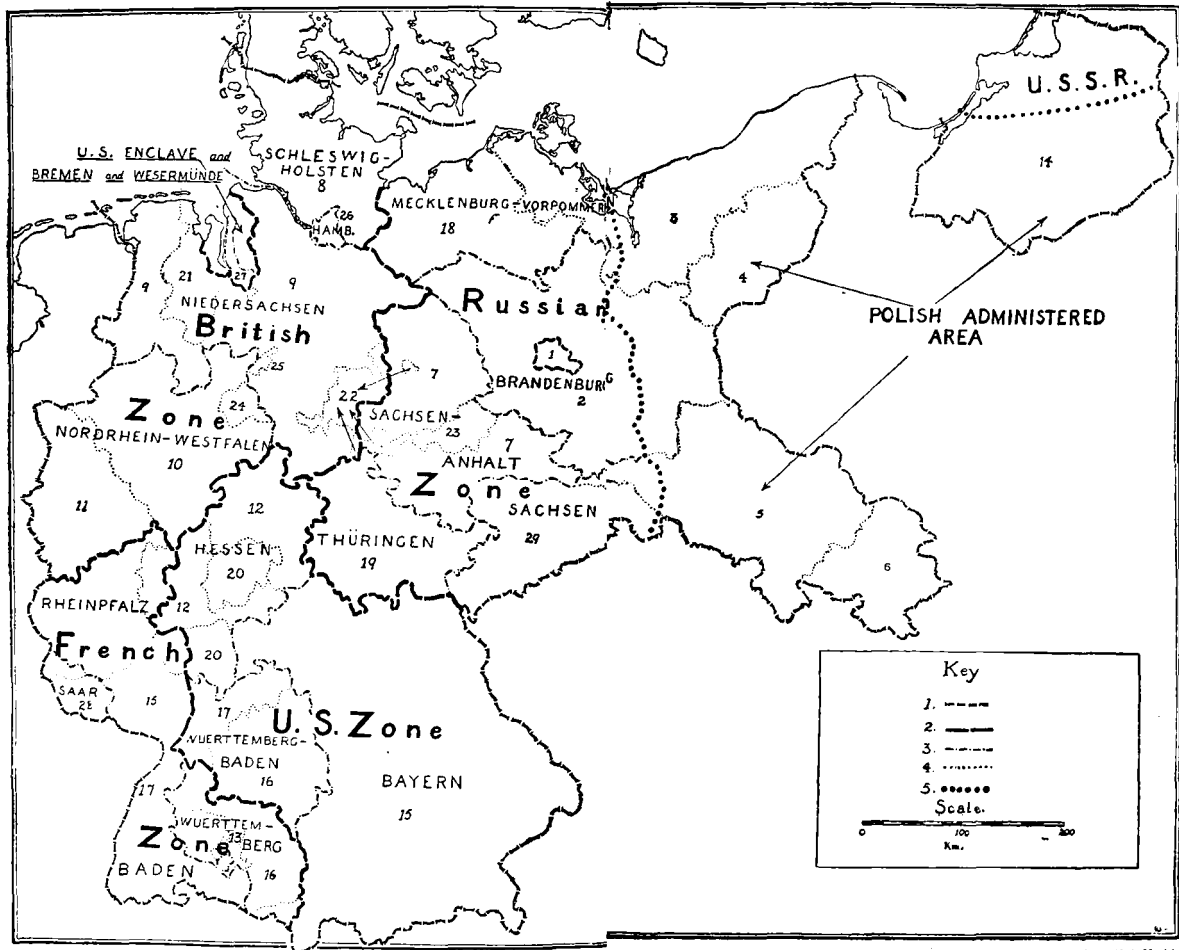 U.S.S.R.
14
U.S. ENCLAVE and
BREMEN and WESERMÜNDE
SCHLESWIG-
HOLSTEN
8
26
HAMB.
MECKLENBURG-VORPOMMERN
18
3
4
9
21
27
9
NIEDERSACHSEN
British
Zone
25
24
22
NORDRHEIN-WESTFALEN
10
11
Russian
Zone
1
BRANDENBURG
2
7
SACHSEN-
23
7
ANHALT
SACHSEN
29
THÜRINGEN
19
POLISH ADMINISTERED
AREA
5
6
12
HESSEN
20
12
RHEINPFALZ
French
Zone
20
SAAR
28
15
17
U.S. Zone
WUERTTEMBERG-
BADEN
16
BAYERN
15
17
WUERTTEM-
13
BERG
BADEN
16
Key
1.
2.
3.
4.
5.
Scale.
0 100 200
Km.